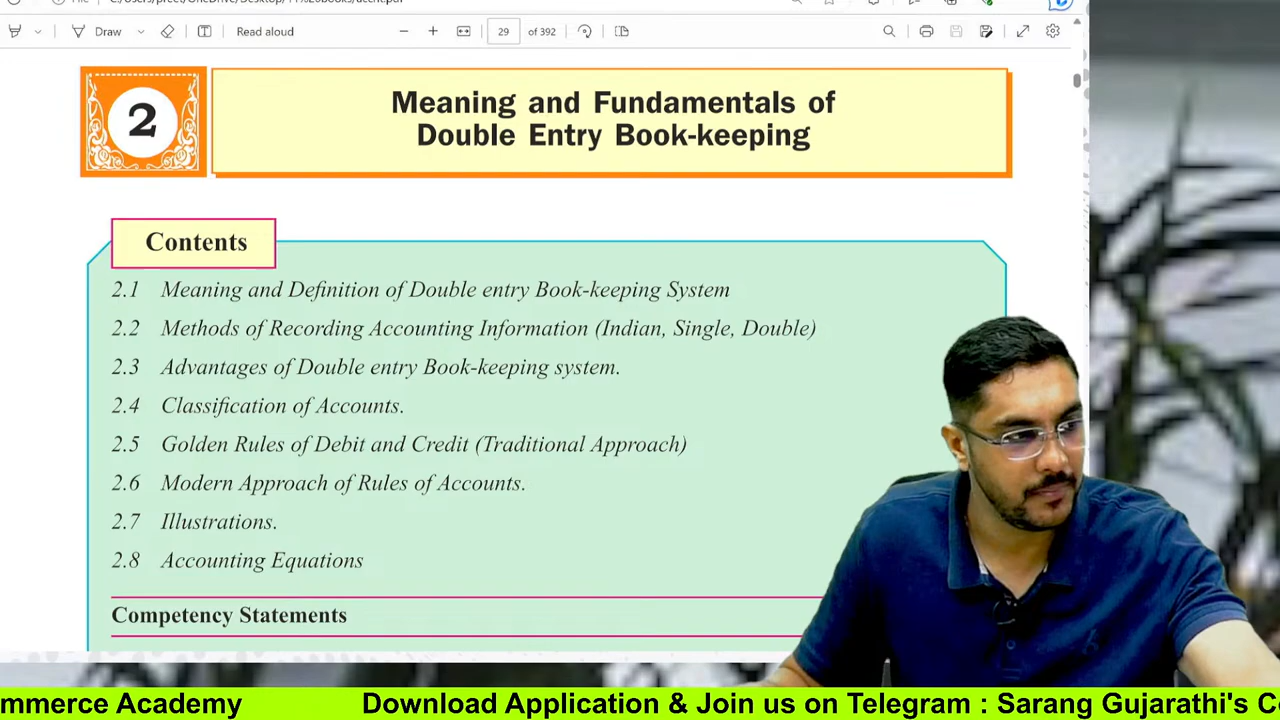 Draw
Read aloud
29
of 392
2
Meaning and Fundamentals of
Double Entry Book-keeping
Contents
2.1 Meaning and Definition of Double entry Book-keeping System
2.2 Methods of Recording Accounting Information (Indian, Single, Double)
2.3 Advantages of Double entry Book-keeping system.
2.4 Classification of Accounts.
2.5 Golden Rules of Debit and Credit (Traditional Approach)
2.6 Modern Approach of Rules of Accounts.
2.7 Illustrations.
2.8 Accounting Equations
Competency Statements
mmerce Academy Download Application & Join us on Telegram : Sarang Gujarathi's C